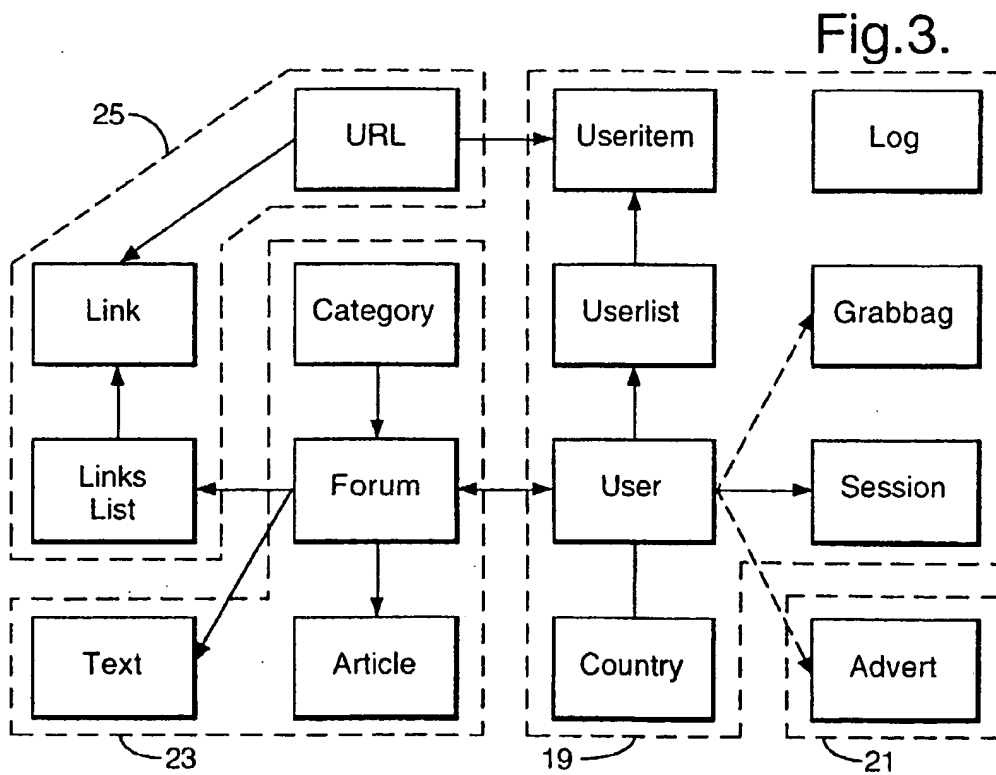 Fig.3.
25
URL
Useritem
Log
Link
Category
Userlist
Grabbag
Links
List
Forum
User
Session
Text
Article
Country
Advert
23
19
21